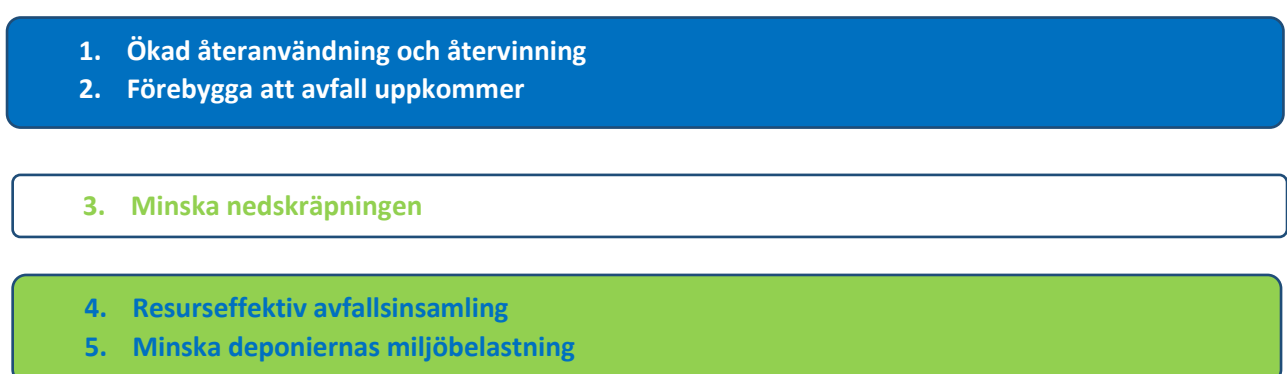 1. Ökad återanvändning och återvinning
2. Förebygga att avfall uppkommer
3. Minska nedskräpningen
4. Resurseffektiv avfallsinsamling
5. Minska deponiernas miljöbelastning